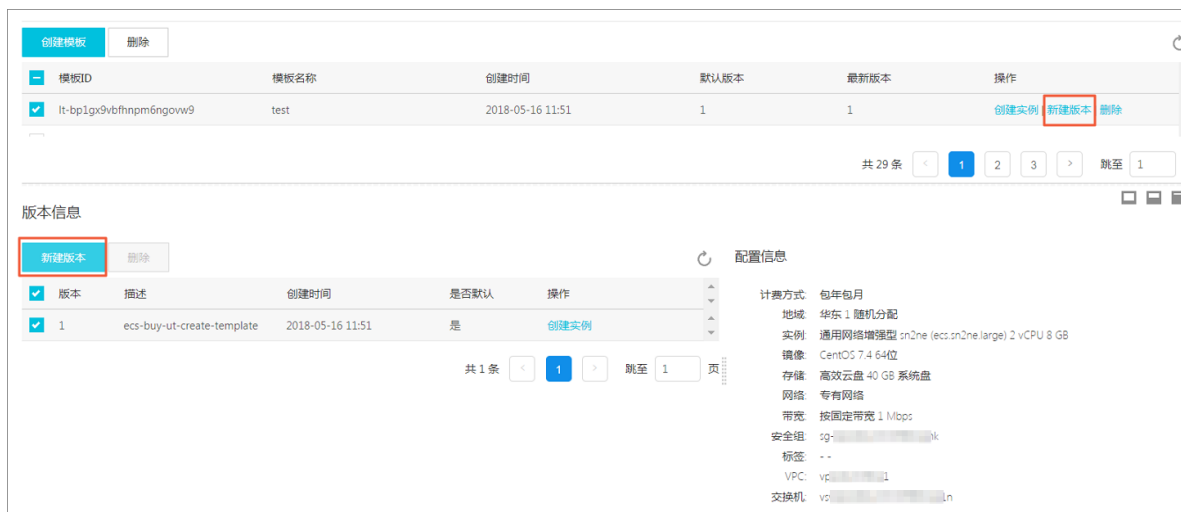 创建模板 删除
模板ID 模板名称 创建时间 默认版本 最新版本 操作
lt-bp1gx9vbfhnpm6ngovw9 test 2018-05-16 11:51 1 1 创建实例 | 新建版本 删除
共 29 条 < 1 2 3 > 跳至 1
版本信息
新建版本 删除
版本 描述 创建时间 是否默认 操作
1 ecs-buy-ut-create-template 2018-05-16 11:51 是 创建实例
共 1 条 < 1 > 跳至 1 页
配置信息
计费方式: 包年包月
地域: 华东 1 随机分配
实例: 通用网络增强型 sn2ne (ecs.sn2ne.large) 2 vCPU 8 GB
镜像: CentOS 7.4 64位
存储: 高效云盘 40 GB 系统盘
网络: 专有网络
带宽: 按固定带宽 1 Mbps
安全组: sg-
标签: - -
VPC:
交换机: